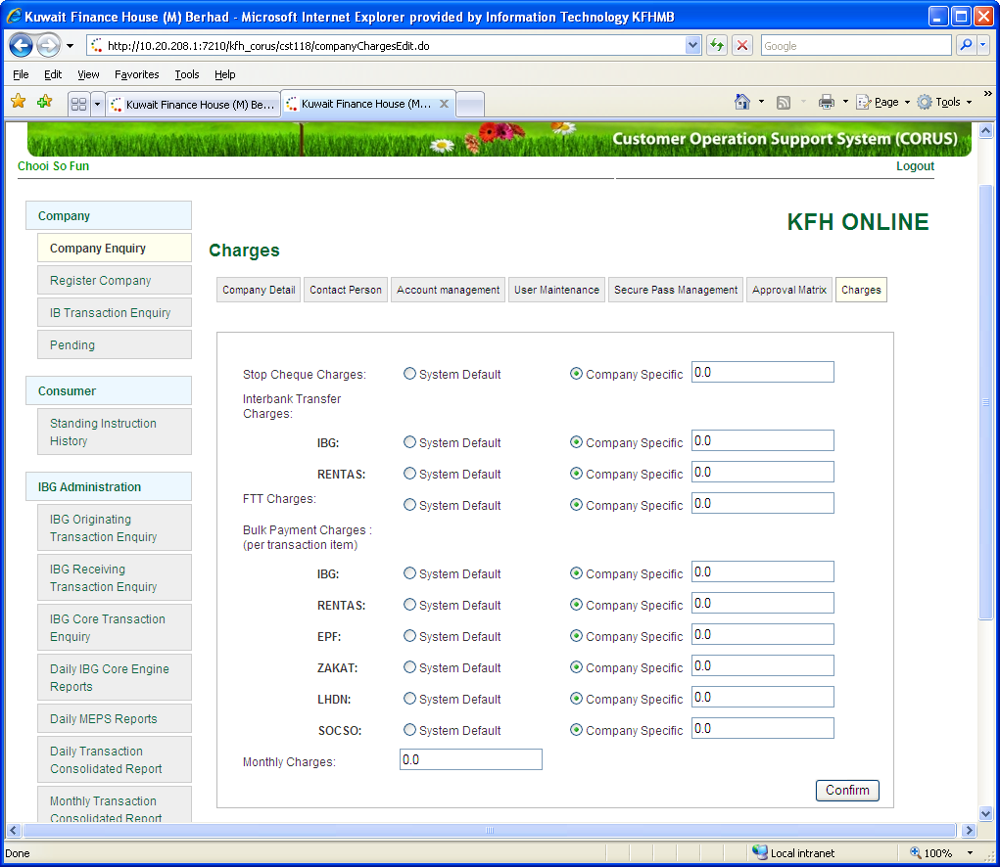 Kuwait Finance House (M) Berhad - Microsoft Internet Explorer provided by Information Technology KFHMB
http://10.20.208.1:7210/kfh_corus/cst118/companyChargesEdit.do
Google
File Edit View Favorites Tools Help
Kuwait Finance House (M) Be...
Kuwait Finance House (M...
Page
Tools
Customer Operation Support System (CORUS)
Chooi So Fun
Logout
KFH ONLINE
Company
Company Enquiry
Register Company
IB Transaction Enquiry
Pending
Consumer
Standing Instruction
History
IBG Administration
IBG Originating
Transaction Enquiry
IBG Receiving
Transaction Enquiry
IBG Core Transaction
Enquiry
Daily IBG Core Engine
Reports
Daily MEPS Reports
Daily Transaction
Consolidated Report
Monthly Transaction
Consolidated Report
Charges
Company Detail Contact Person Account management User Maintenance Secure Pass Management Approval Matrix Charges
Stop Cheque Charges: System Default Company Specific 0.0
Interbank Transfer
Charges:
IBG: System Default Company Specific 0.0
RENTAS: System Default Company Specific 0.0
FTT Charges: System Default Company Specific 0.0
Bulk Payment Charges :
(per transaction item)
IBG: System Default Company Specific 0.0
RENTAS: System Default Company Specific 0.0
EPF: System Default Company Specific 0.0
ZAKAT: System Default Company Specific 0.0
LHDN: System Default Company Specific 0.0
SOCSO: System Default Company Specific 0.0
Monthly Charges: 0.0
Confirm
Done
Local intranet
100%